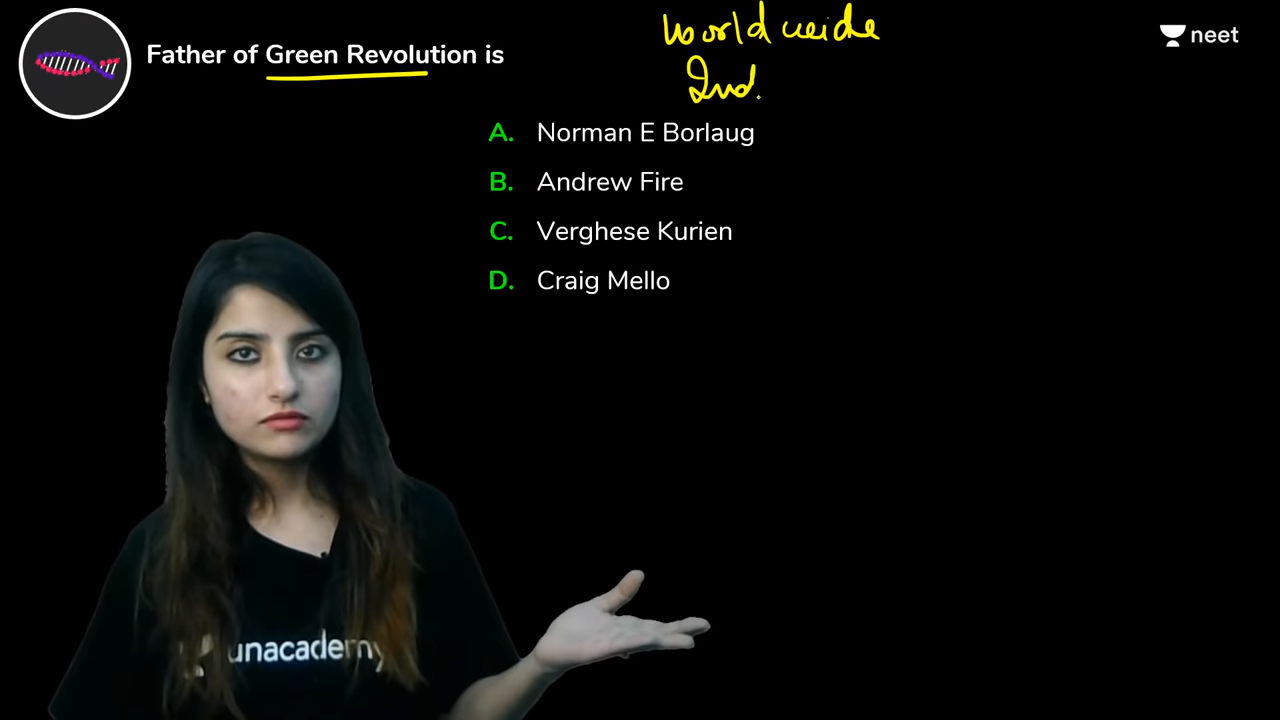 World wide
Ind.
neet
Father of Green Revolution is
A. Norman E Borlaug
B. Andrew Fire
C. Verghese Kurien
D. Craig Mello
unacademy